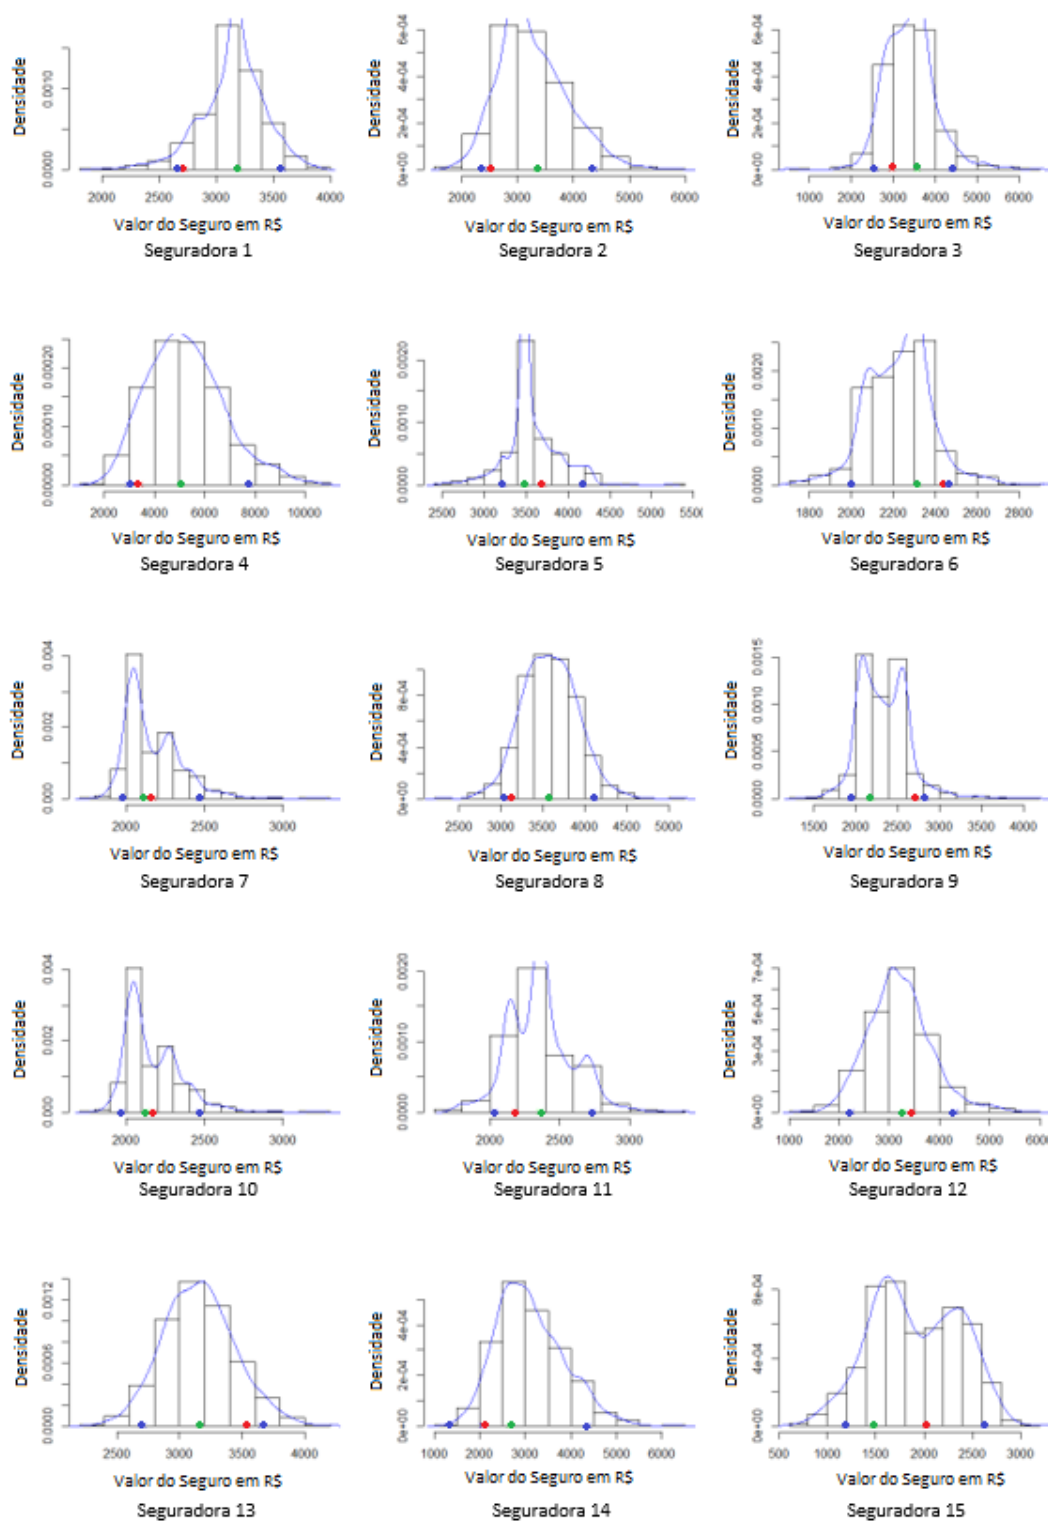 Densidade
0.0000
0.0010
2000
2500
3000
3500
4000
Valor do Seguro em R$
Seguradora 1
Densidade
0e+00
2e-04
4e-04
6e-04
2000
3000
4000
5000
6000
Valor do Seguro em R$
Seguradora 2
Densidade
0e+00
2e-04
4e-04
6e-04
1000
2000
3000
4000
5000
6000
Valor do Seguro em R$
Seguradora 3
Densidade
0.00000
0.00010
0.00020
2000
4000
6000
8000
10000
Valor do Seguro em R$
Seguradora 4
Densidade
0.0000
0.0010
0.0020
2500
3000
3500
4000
4500
5000
550
Valor do Seguro em R$
Seguradora 5
Densidade
0.0000
0.0010
0.0020
1800
2000
2200
2400
2600
2800
Valor do Seguro em R$
Seguradora 6
Densidade
0.000
0.002
0.004
2000
2500
3000
Valor do Seguro em R$
Seguradora 7
Densidade
0e+00
4e-04
8e-04
2500
3000
3500
4000
4500
5000
Valor do Seguro em R$
Seguradora 8
Densidade
0.0000
0.0005
0.0010
0.0015
1500
2000
2500
3000
3500
4000
Valor do Seguro em R$
Seguradora 9
Densidade
0.000
0.002
0.004
2000
2500
3000
Valor do Seguro em R$
Seguradora 10
Densidade
0.0000
0.0010
0.0020
2000
2500
3000
Valor do Seguro em R$
Seguradora 11
Densidade
0e+00
3e-04
5e-04
7e-04
1000
2000
3000
4000
5000
6000
Valor do Seguro em R$
Seguradora 12
Densidade
0.0000
0.0006
0.0012
2500
3000
3500
4000
Valor do Seguro em R$
Seguradora 13
Densidade
0e+00
2e-04
4e-04
1000
2000
3000
4000
5000
6000
Valor do Seguro em R$
Seguradora 14
Densidade
0e+00
4e-04
8e-04
500
1000
1500
2000
2500
3000
Valor do Seguro em R$
Seguradora 15